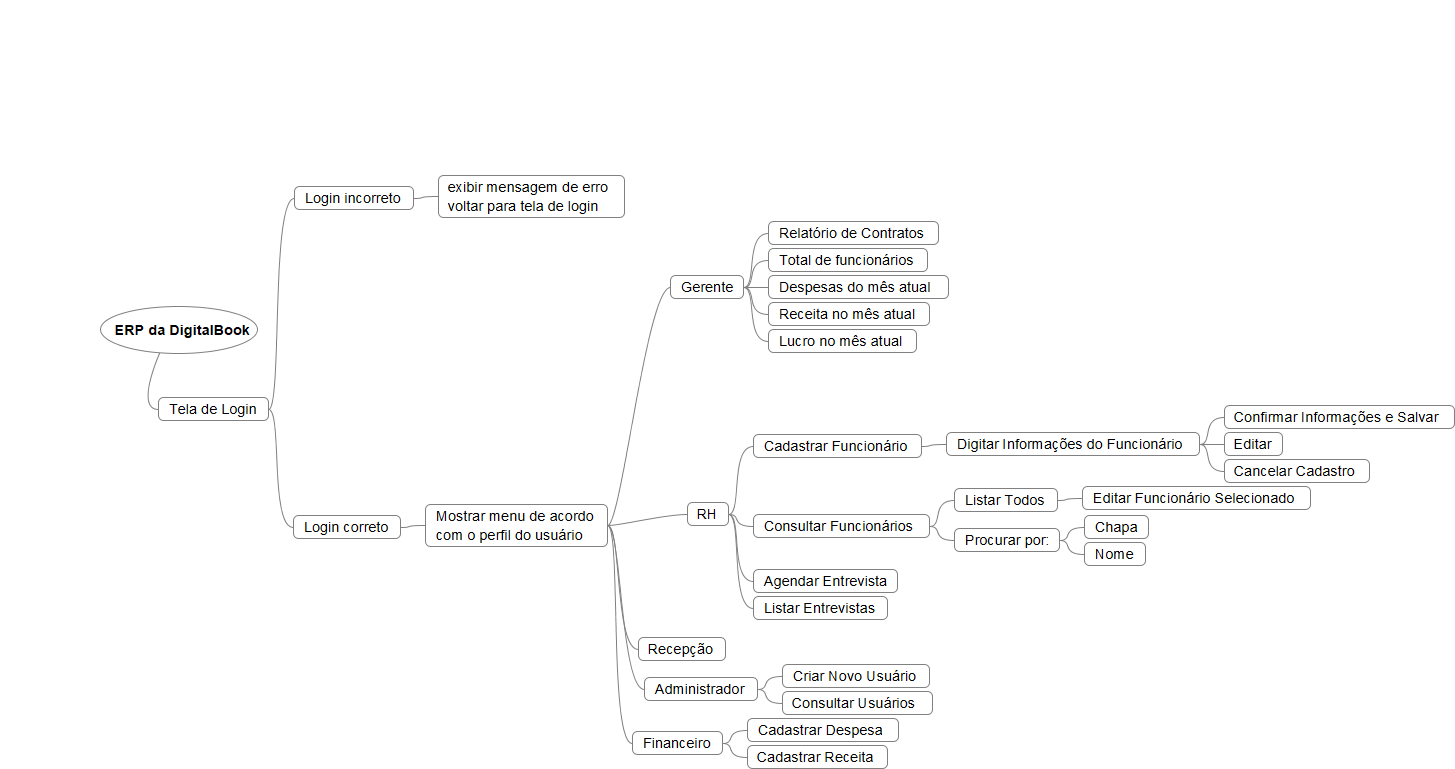 ERP da DigitalBook
Tela de Login
Login incorreto
exibir mensagem de erro
voltar para tela de login
Login correto
Mostrar menu de acordo
com o perfil do usuário
Gerente
Relatório de Contratos
Total de funcionários
Despesas do mês atual
Receita no mês atual
Lucro no mês atual
RH
Cadastrar Funcionário
Digitar Informações do Funcionário
Confirmar Informações e Salvar
Editar
Cancelar Cadastro
Consultar Funcionários
Listar Todos
Editar Funcionário Selecionado
Procurar por:
Chapa
Nome
Agendar Entrevista
Listar Entrevistas
Recepção
Administrador
Criar Novo Usuário
Consultar Usuários
Financeiro
Cadastrar Despesa
Cadastrar Receita